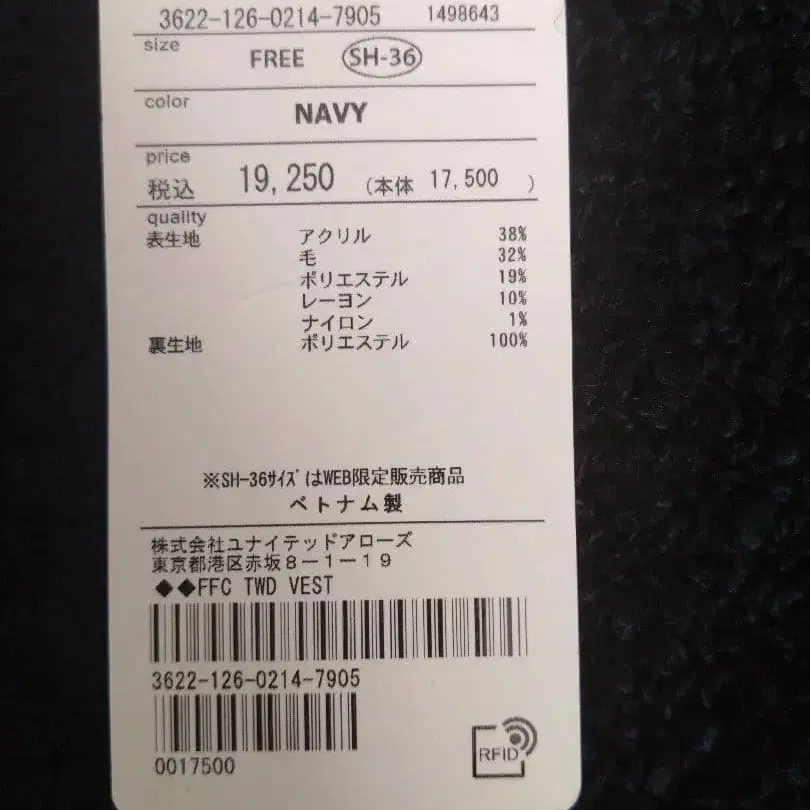 3622-126-0214-7905 1498643
size FREE SH-36
color NAVY
price
税込 19,250 (本体 17,500 )
quality
表生地 アクリル 38%
毛 32%
ポリエステル 19%
レーヨン 10%
ナイロン 1%
裏生地 ポリエステル 100%
※SH-36ｻｲｽﾞはWEB限定販売商品
ベトナム製
株式会社ユナイテッドアローズ
東京都港区赤坂8-1-19
◆◆FFC TWD VEST
3622-126-0214-7905
0017500
RFID